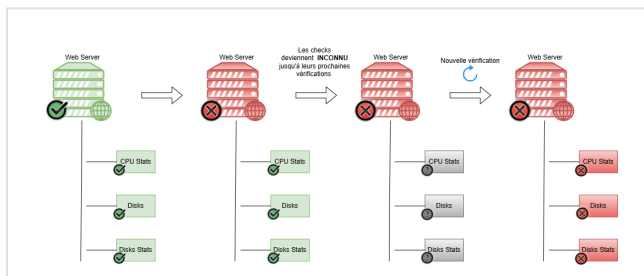 Les checks
deviennent INCONNU
jusqu'à leurs prochaines
vérifications
Web Server
Web Server
Web Server
Nouvelle vérification
Web Server
CPU Stats
CPU Stats
CPU Stats
CPU Stats
Disks
Disks
Disks
Disks
Disks Stats
Disks Stats
Disks Stats
Disks Stats